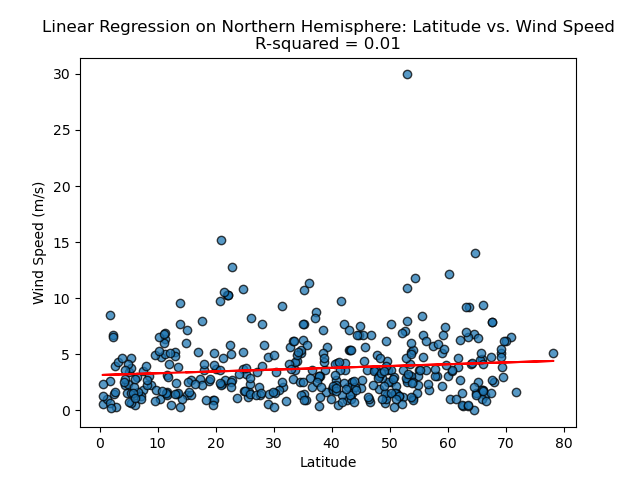 Linear Regression on Northern Hemisphere: Latitude vs. Wind Speed
R-squared = 0.01
30
25
20
15
10
5
0
Wind Speed (m/s)
0 10 20 30 40 50 60 70 80
Latitude